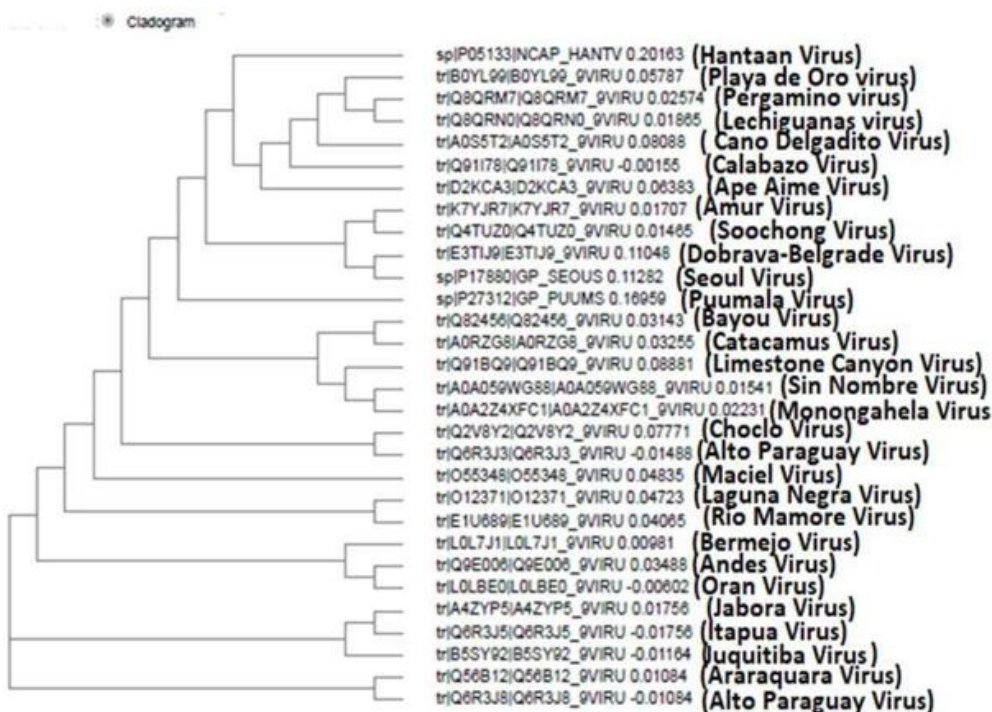 Cladogram
sp|P05133|NCAP_HANTV 0.20163 (Hantaan Virus)
tr|B0YL99|B0YL99_9VIRU 0.05787 (Playa de Oro virus)
tr|Q8QRM7|Q8QRM7_9VIRU 0.02574 (Pergamino virus)
tr|Q8QRN0|Q8QRN0_9VIRU 0.01865 (Lechiguanas virus)
tr|A0S5T2|A0S5T2_9VIRU 0.08088 ( Cano Delgadito Virus)
tr|Q91I78|Q91I78_9VIRU -0.00155 (Calabazo Virus)
tr|D2KCA3|D2KCA3_9VIRU 0.06383 (Ape Aime Virus)
tr|K7YJR7|K7YJR7_9VIRU 0.01707 (Amur Virus)
tr|Q4TUZ0|Q4TUZ0_9VIRU 0.01465 (Soochong Virus)
tr|E3TIJ9|E3TIJ9_9VIRU 0.11048 (Dobrava-Belgrade Virus)
sp|P17880|GP_SEOUS 0.11282 (Seoul Virus)
sp|P27312|GP_PUUMS 0.16959 (Puumala Virus)
tr|Q82456|Q82456_9VIRU 0.03143 (Bayou Virus)
tr|A0RZG8|A0RZG8_9VIRU 0.03255 (Catacamus Virus)
tr|Q91BQ9|Q91BQ9_9VIRU 0.08881 (Limestone Canyon Virus)
tr|A0A059WG88|A0A059WG88_9VIRU 0.01541 (Sin Nombre Virus)
tr|A0A2Z4XFC1|A0A2Z4XFC1_9VIRU 0.02231 (Monongahela Virus
tr|Q2V8Y2|Q2V8Y2_9VIRU 0.07771 (Choclo Virus)
tr|Q6R3J3|Q6R3J3_9VIRU -0.01488 (Alto Paraguay Virus)
tr|O55348|O55348_9VIRU 0.04835 (Maciel Virus)
tr|O12371|O12371_9VIRU 0.04723 (Laguna Negra Virus)
tr|E1U689|E1U689_9VIRU 0.04065 (Rio Mamore Virus)
tr|L0L7J1|L0L7J1_9VIRU 0.00981 (Bermejo Virus)
tr|Q9E006|Q9E006_9VIRU 0.03488 (Andes Virus)
tr|L0LBE0|L0LBE0_9VIRU -0.00602 (Oran Virus)
tr|A4ZYP5|A4ZYP5_9VIRU 0.01756 (Jabora Virus)
tr|Q6R3J5|Q6R3J5_9VIRU -0.01756 (Itapua Virus)
tr|B5SY92|B5SY92_9VIRU -0.01164 (Juquitiba Virus)
tr|Q56B12|Q56B12_9VIRU 0.01084 (Araraquara Virus)
tr|Q6R3J8|Q6R3J8_9VIRU -0.01084 (Alto Paraguay Virus)